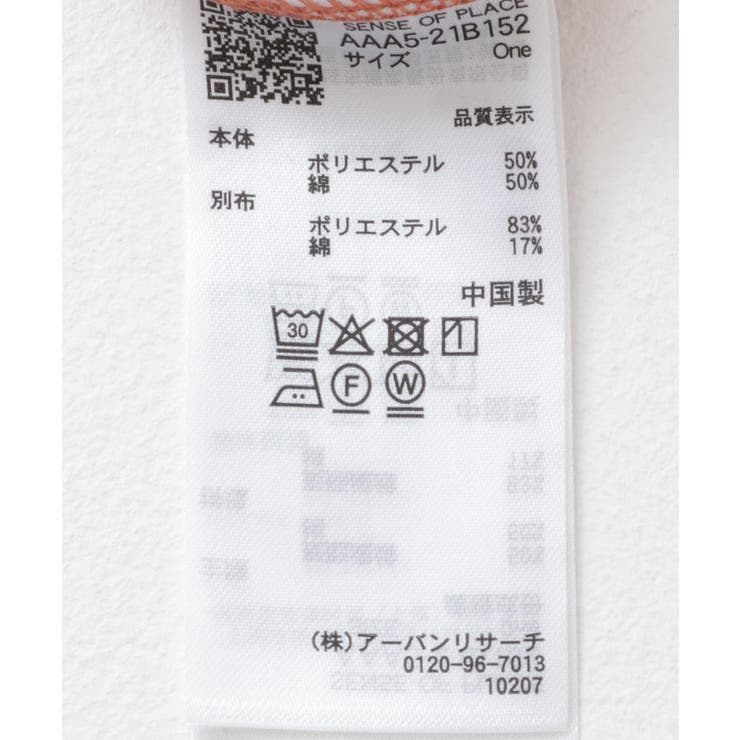 SENSE OF PLACE
AAA5-21B152
サイズ One
品質表示
本体
ポリエステル 50%
綿 50%
別布
ポリエステル 83%
綿 17%
中国製
30
F W
(株)アーバンリサーチ
0120-96-7013
10207